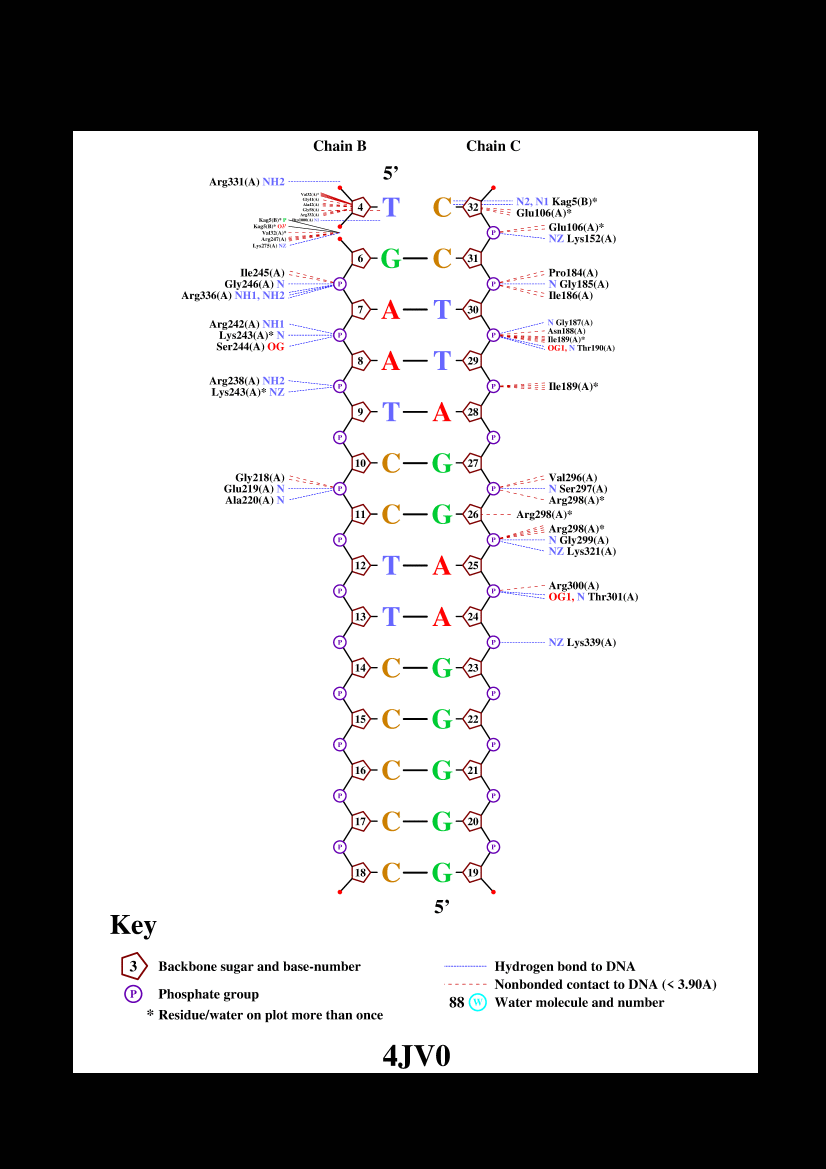 Chain B Chain C
5’
Arg331(A) NH2
Val32(A)*
Gly41(A)
Ala42(A)
Arg332(A)
4 T C 32
N2, N1 Kag5(B)*
Glu106(A)*
Kag5(B)* P
Kag5(B)* O3'
Val32(A)*
Arg247(A)
Lys275(A) NZ
P
Glu106(A)*
NZ Lys152(A)
6 G C 31
Ile245(A)
Gly246(A) N
Arg336(A) NH1, NH2
P P
Pro184(A)
N Gly185(A)
Ile186(A)
7 A T 30
Arg242(A) NH1
Lys243(A)* N
Ser244(A) OG
P P
N Gly187(A)
Asn188(A)
Ile189(A)*
OG1, N Thr190(A)
8 A T 29
Arg238(A) NH2
Lys243(A)* NZ
P P
Ile189(A)*
9 T A 28
P P
10 C G 27
Gly218(A)
Glu219(A) N
Ala220(A) N
P P
Val296(A)
N Ser297(A)
Arg298(A)*
11 C G 26 Arg298(A)*
P P
Arg298(A)*
N Gly299(A)
NZ Lys321(A)
12 T A 25
P P
Arg300(A)
OG1, N Thr301(A)
13 T A 24
P P NZ Lys339(A)
14 C G 23
P P
15 C G 22
P P
16 C G 21
P P
17 C G 20
P P
18 C G 19
5’
Key
3 Backbone sugar and base-number
P Phosphate group
* Residue/water on plot more than once
Hydrogen bond to DNA
Nonbonded contact to DNA (< 3.90A)
88 W Water molecule and number
4JV0